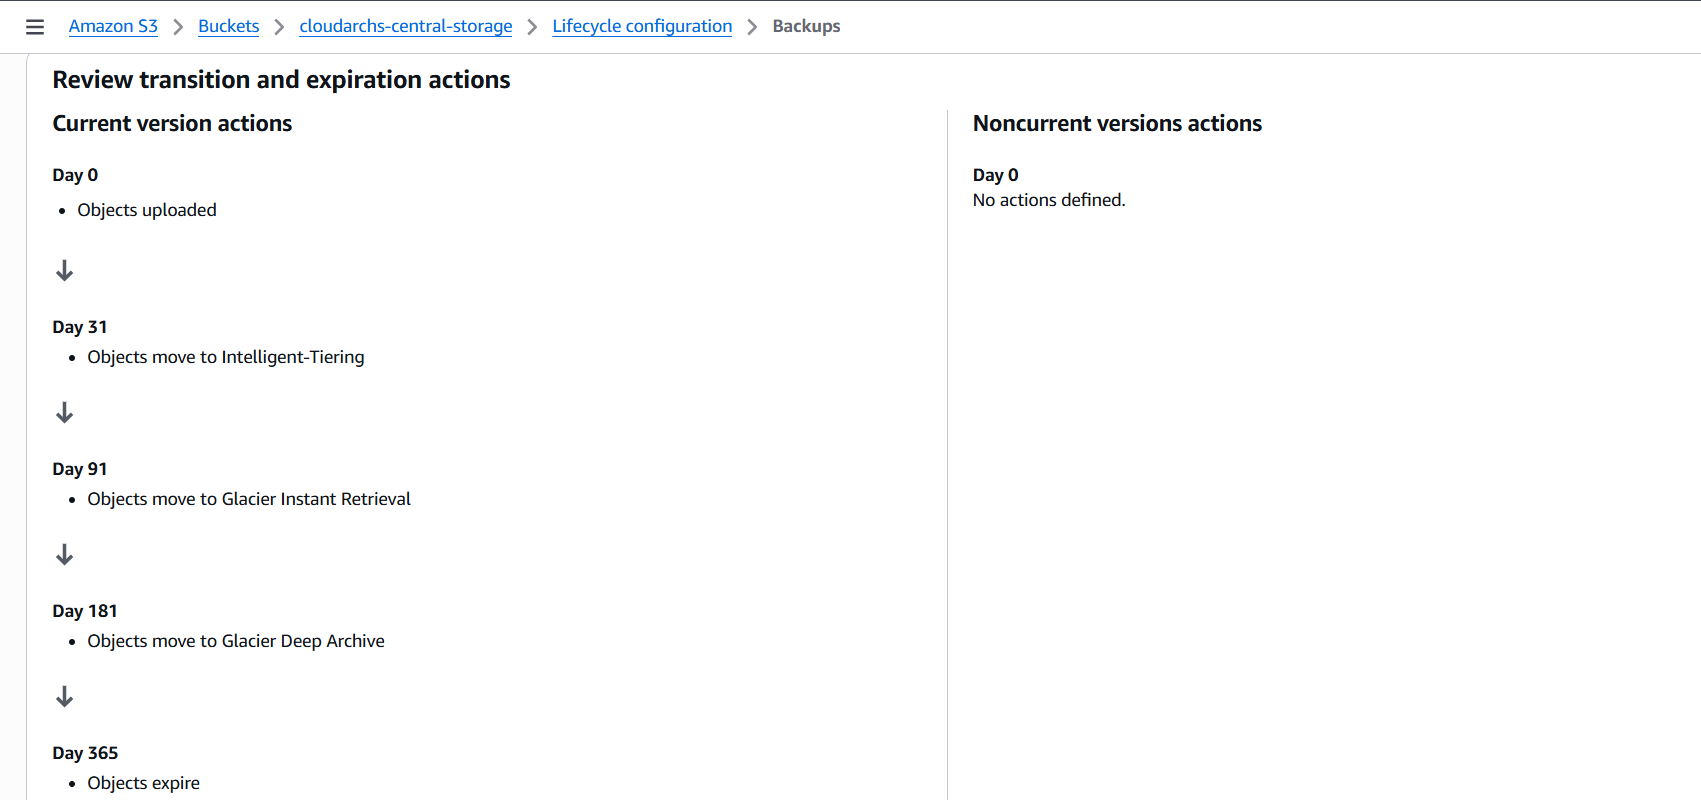 Amazon S3 > Buckets > cloudarchs-central-storage > Lifecycle configuration > Backups
Review transition and expiration actions
Current version actions
Day 0
Objects uploaded
Day 31
Objects move to Intelligent-Tiering
Day 91
Objects move to Glacier Instant Retrieval
Day 181
Objects move to Glacier Deep Archive
Day 365
Objects expire
Noncurrent versions actions
Day 0
No actions defined.